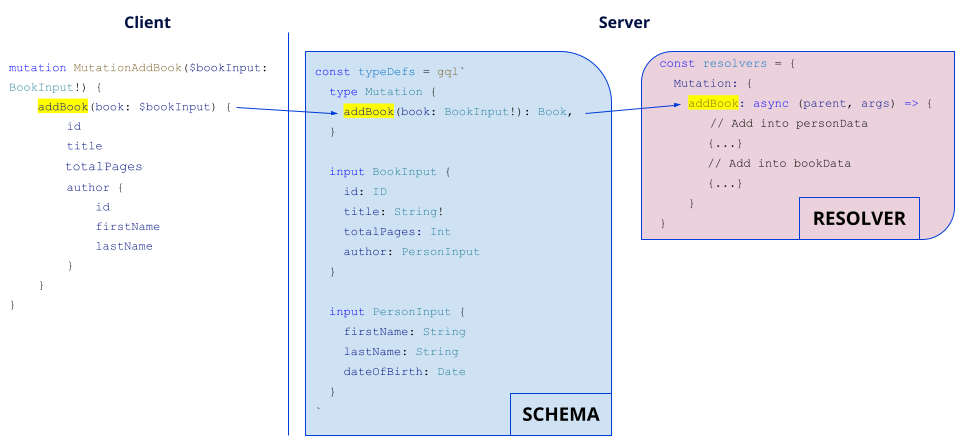 Client
mutation MutationAddBook($bookInput:
BookInput!) {
addBook(book: $bookInput) {
id
title
totalPages
author {
id
firstName
lastName
}
}
}
Server
const typeDefs = gql`
type Mutation {
addBook(book: BookInput!): Book,
}
input BookInput {
id: ID
title: String!
totalPages: Int
author: PersonInput
}
input PersonInput {
firstName: String
lastName: String
dateOfBirth: Date
}
`
SCHEMA
const resolvers = {
Mutation: {
addBook: async (parent, args) => {
// Add into personData
{...}
// Add into bookData
{...}
}
}
RESOLVER